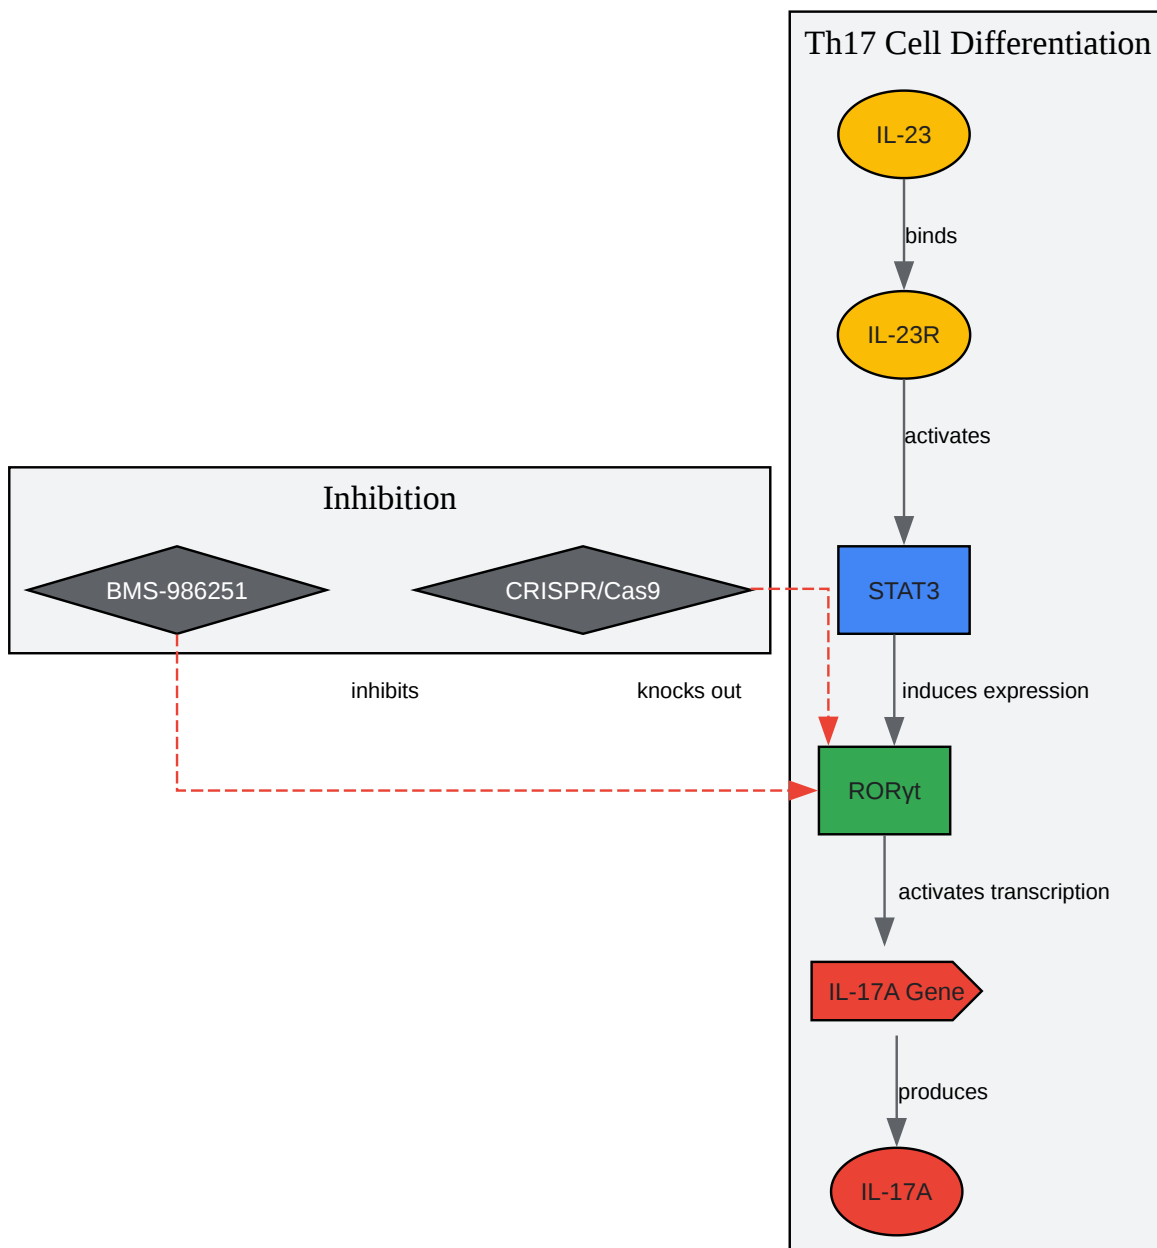 Th17 Cell Differentiation
IL-23
binds
IL-23R
activates
Inhibition
BMS-986251
CRISPR/Cas9
STAT3
inhibits
knocks out
induces expression
RORγt
activates transcription
IL-17A Gene
produces
IL-17A